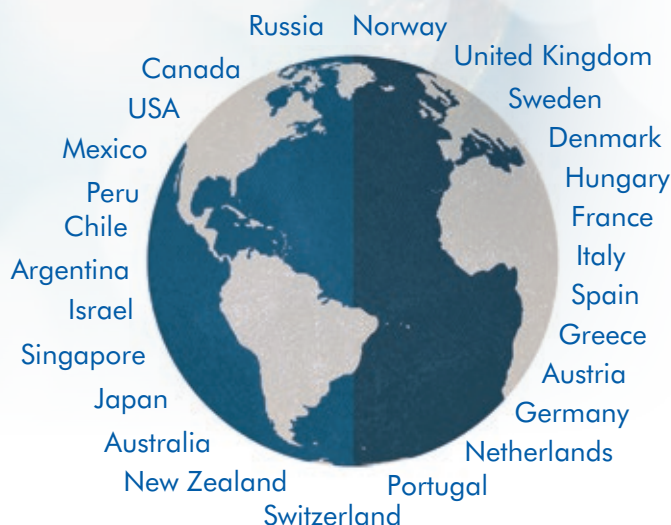 Russia
Norway
United Kingdom
Canada
Sweden
USA
Denmark
Mexico
Hungary
Peru
France
Chile
Italy
Argentina
Spain
Israel
Greece
Singapore
Austria
Japan
Germany
Australia
Netherlands
New Zealand
Portugal
Switzerland